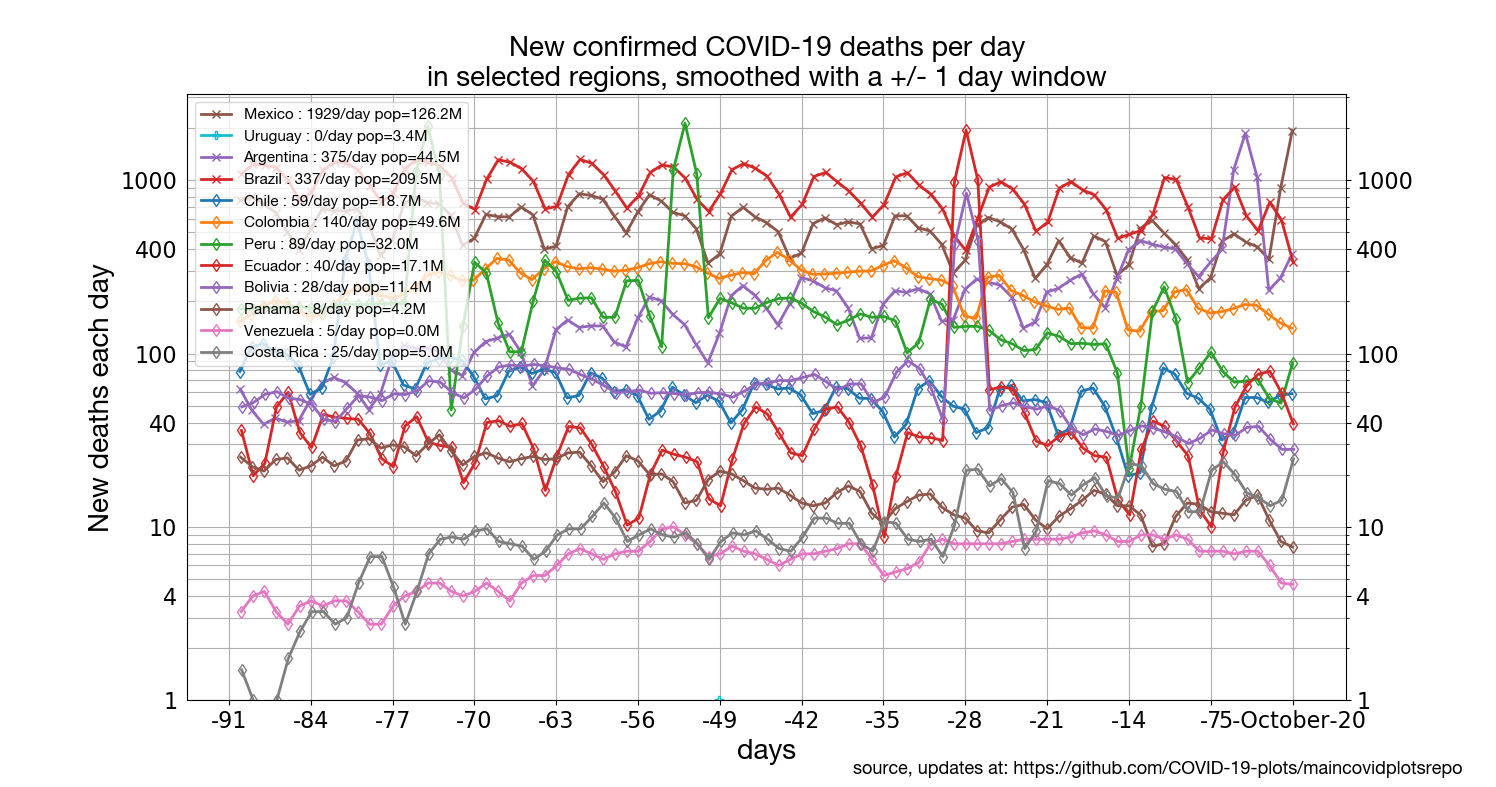 New confirmed COVID-19 deaths per day
in selected regions, smoothed with a +/- 1 day window
Mexico : 1929/day pop=126.2M
Uruguay : 0/day pop=3.4M
Argentina : 375/day pop=44.5M
Brazil : 337/day pop=209.5M
Chile : 59/day pop=18.7M
Colombia : 140/day pop=49.6M
Peru : 89/day pop=32.0M
Ecuador : 40/day pop=17.1M
Bolivia : 28/day pop=11.4M
Panama : 8/day pop=4.2M
Venezuela : 5/day pop=0.0M
Costa Rica : 25/day pop=5.0M
New deaths each day
1000
400
100
40
10
4
1
1000
400
100
40
10
4
1
-91 -84 -77 -70 -63 -56 -49 -42 -35 -28 -21 -14 -7 5-October-20
days
source, updates at: https://github.com/COVID-19-plots/maincovidplotsrepo